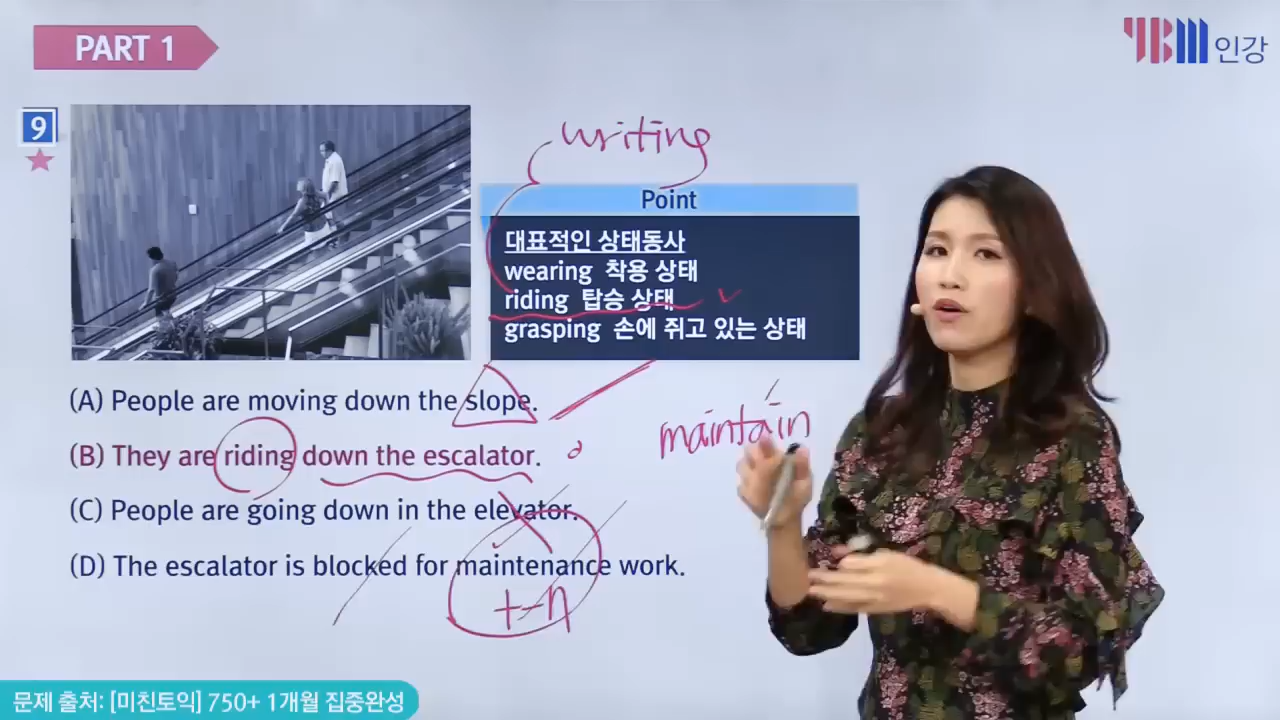 PART 1
YBM 인강
9
writing
Point
대표적인 상태동사
wearing 착용 상태
riding 탑승 상태
grasping 손에 쥐고 있는 상태
(A) People are moving down the slope.
maintain
(B) They are riding down the escalator.
(C) People are going down in the elevator.
(D) The escalator is blocked for maintenance work.
문제 출처: [미친토익] 750+ 1개월 집중완성